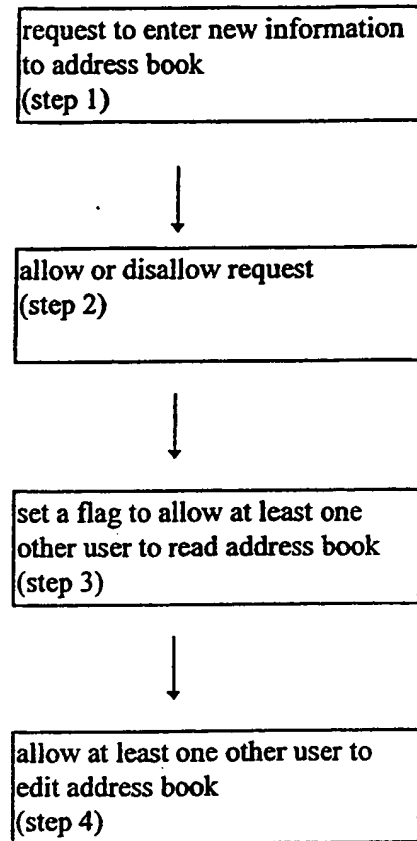 request to enter new information
to address book
(step 1)
allow or disallow request
(step 2)
set a flag to allow at least one
other user to read address book
(step 3)
allow at least one other user to
edit address book
(step 4)